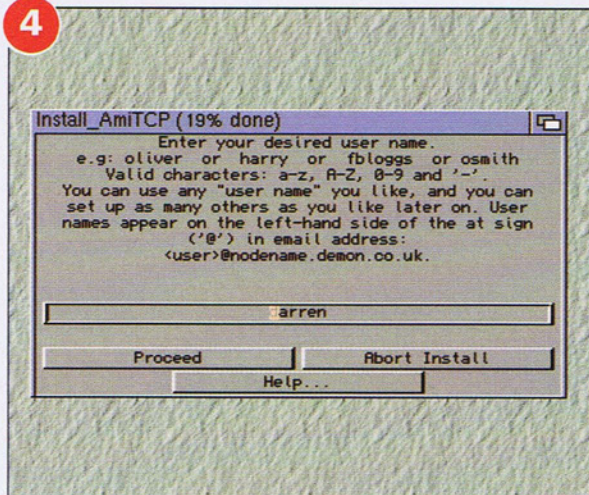 4
Install_AmiTCP (19% done)
Enter your desired user name.
e.g: oliver or harry or fbloggs or osmith
Valid characters: a-z, A-Z, 0-9 and '-'.
You can use any "user name" you like, and you can
set up as many others as you like later on. User
names appear on the left-hand side of the at sign
('@') in email address:
<user>@nodename.demon.co.uk.
darren
Proceed
Abort Install
Help...